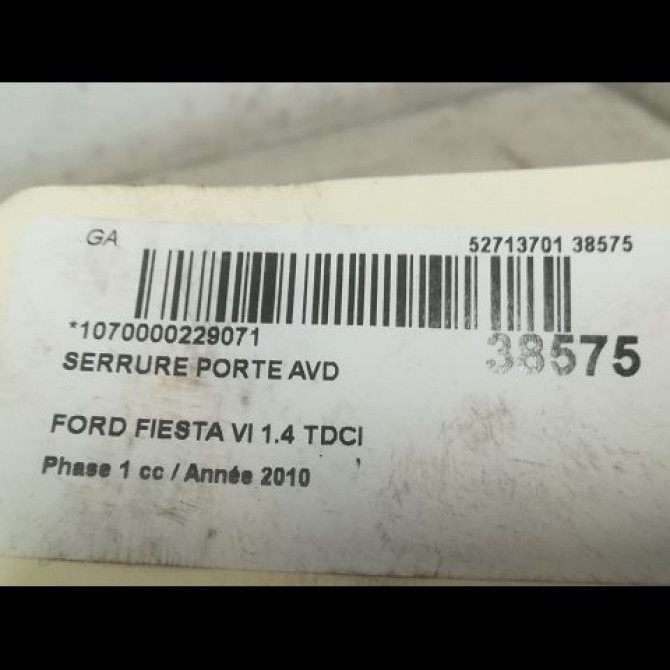 GA
52713701 38575
*1070000229071
38575
SERRURE PORTE AVD
FORD FIESTA VI 1.4 TDCI
Phase 1 cc / Année 2010